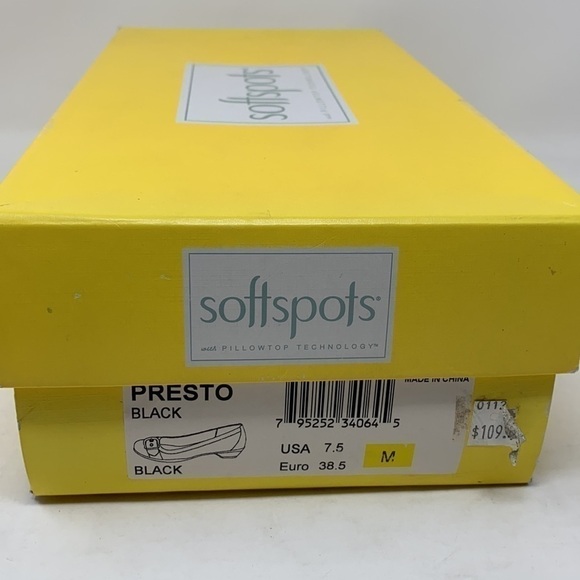 softspots
softspots®
with PILLOWTOP TECHNOLOGY™
PRESTO
BLACK
MADE IN CHINA
7 95252 34064 5
BLACK
USA 7.5
Euro 38.5
M
$109.